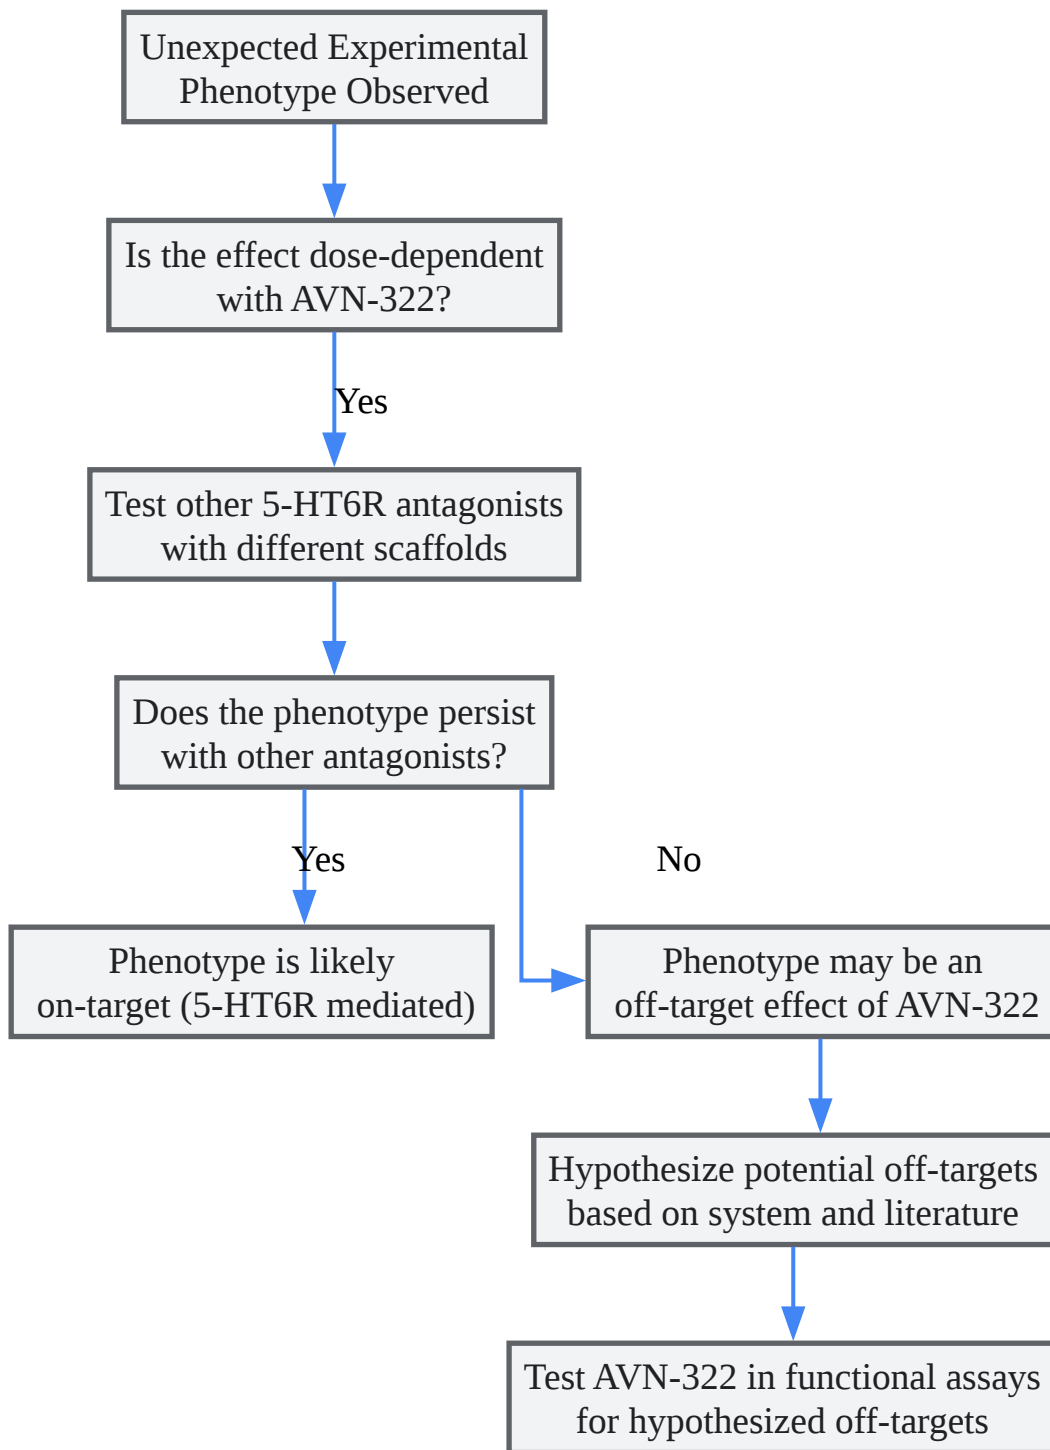 Unexpected Experimental
Phenotype Observed
Is the effect dose-dependent
with AVN-322?
Yes
Test other 5-HT6R antagonists
with different scaffolds
Does the phenotype persist
with other antagonists?
Yes
No
Phenotype is likely
on-target (5-HT6R mediated)
Phenotype may be an
off-target effect of AVN-322
Hypothesize potential off-targets
based on system and literature
Test AVN-322 in functional assays
for hypothesized off-targets